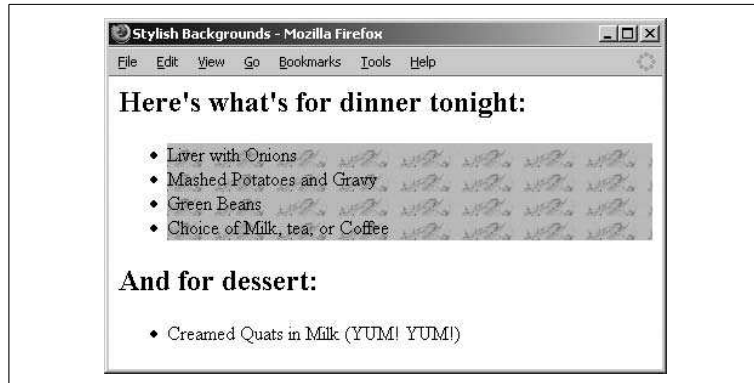 Stylish Backgrounds - Mozilla Firefox
File Edit View Go Bookmarks Tools Help
Here's what's for dinner tonight:
• Liver with Onions
• Mashed Potatoes and Gravy
• Green Beans
• Choice of Milk, tea, or Coffee
And for dessert:
• Creamed Quats in Milk (YUM! YUM!)